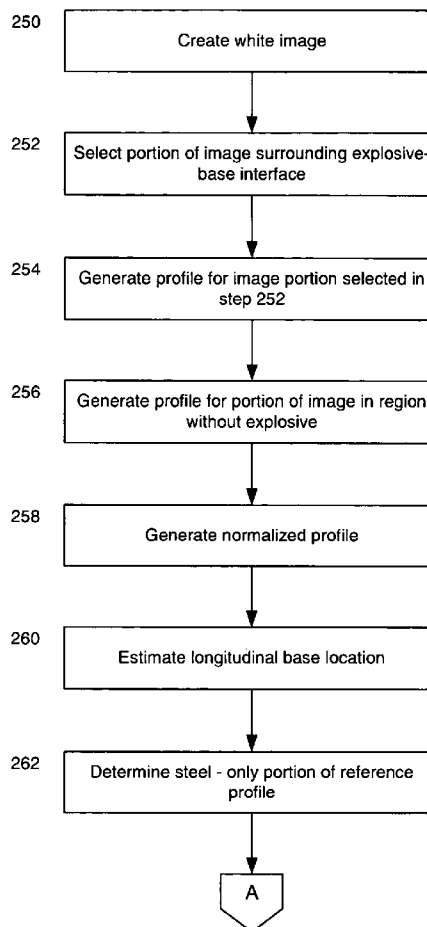 250
Create white image
252
Select portion of image surrounding explosive-
base interface
254
Generate profile for image portion selected in
step 252
256
Generate profile for portion of image in region
without explosive
258
Generate normalized profile
260
Estimate longitudinal base location
262
Determine steel - only portion of reference
profile
A